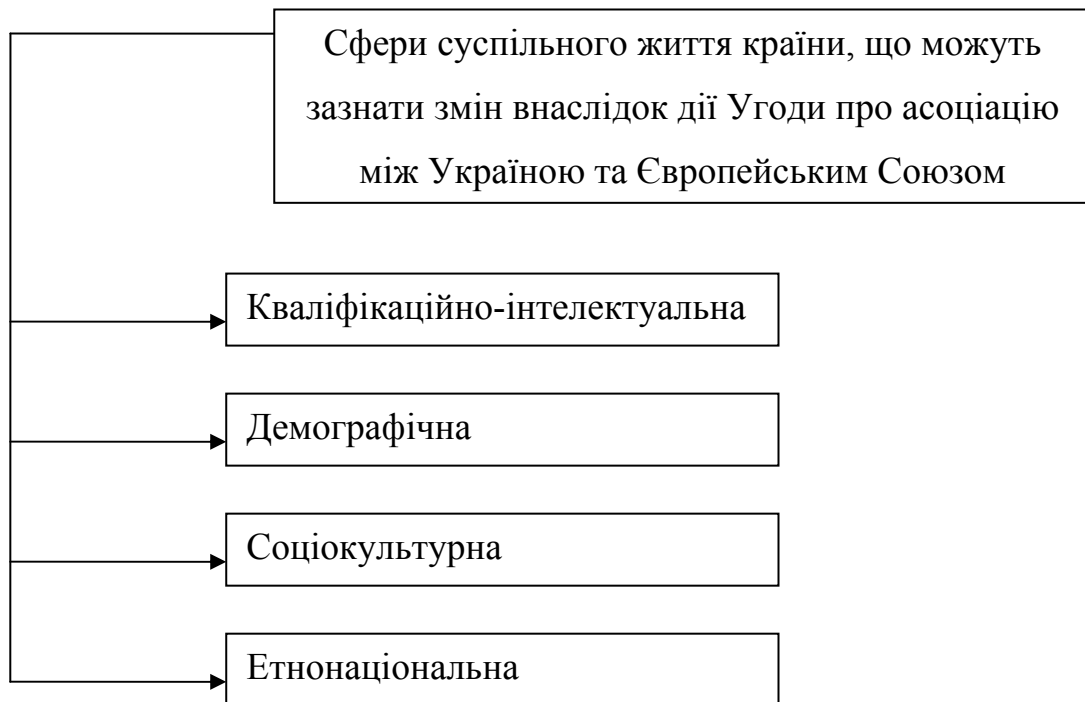 Сфери суспільного життя країни, що можуть
зазнати змін внаслідок дії Угоди про асоціацію
між Україною та Європейським Союзом
Кваліфікаційно-інтелектуальна
Демографічна
Соціокультурна
Етнонаціональна